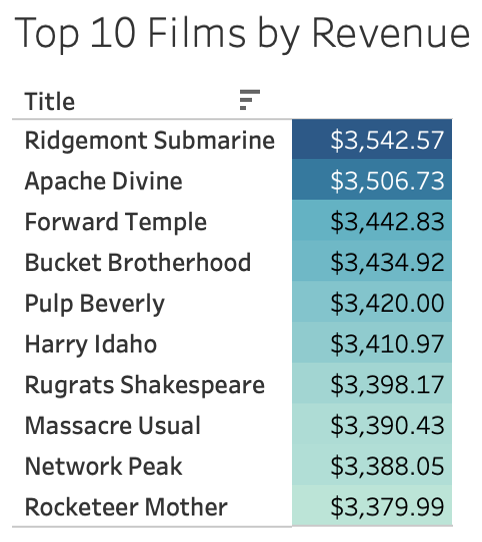 Top 10 Films by Revenue
Title
Ridgemont Submarine $3,542.57
Apache Divine $3,506.73
Forward Temple $3,442.83
Bucket Brotherhood $3,434.92
Pulp Beverly $3,420.00
Harry Idaho $3,410.97
Rugrats Shakespeare $3,398.17
Massacre Usual $3,390.43
Network Peak $3,388.05
Rocketeer Mother $3,379.99